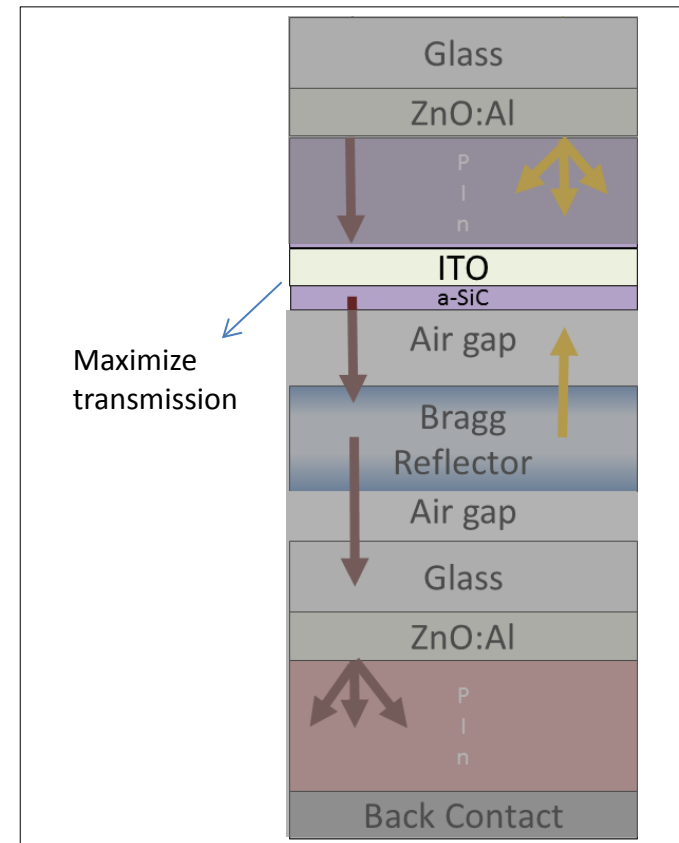 Glass
ZnO:Al
P
I
n
ITO
a-SiC
Maximize
transmission
Air gap
Bragg
Reflector
Air gap
Glass
ZnO:Al
P
I
n
Back Contact